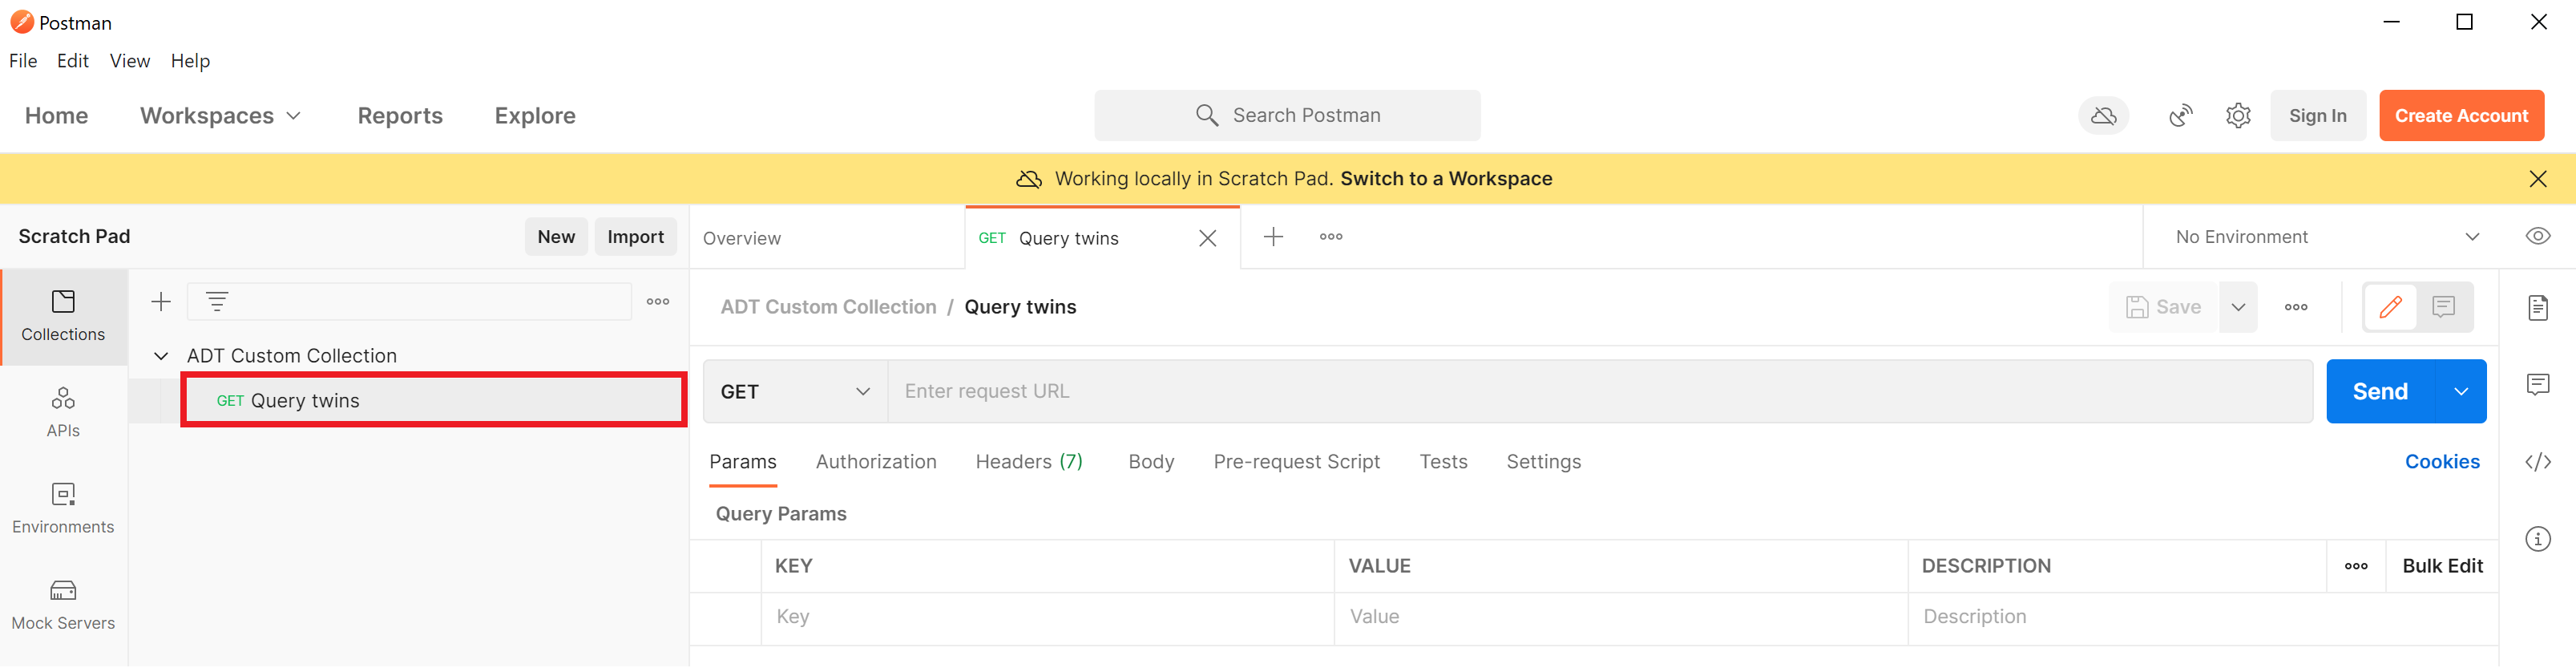 Postman
File Edit View Help
Home Workspaces Reports Explore Search Postman Sign In Create Account
Working locally in Scratch Pad. Switch to a Workspace
Scratch Pad New Import Overview GET Query twins No Environment
Collections
ADT Custom Collection / Query twins Save
ADT Custom Collection
GET Query twins
GET Enter request URL Send
APIs
Params Authorization Headers (7) Body Pre-request Script Tests Settings Cookies
Environments
Query Params
KEY VALUE DESCRIPTION Bulk Edit
Key Value Description
Mock Servers